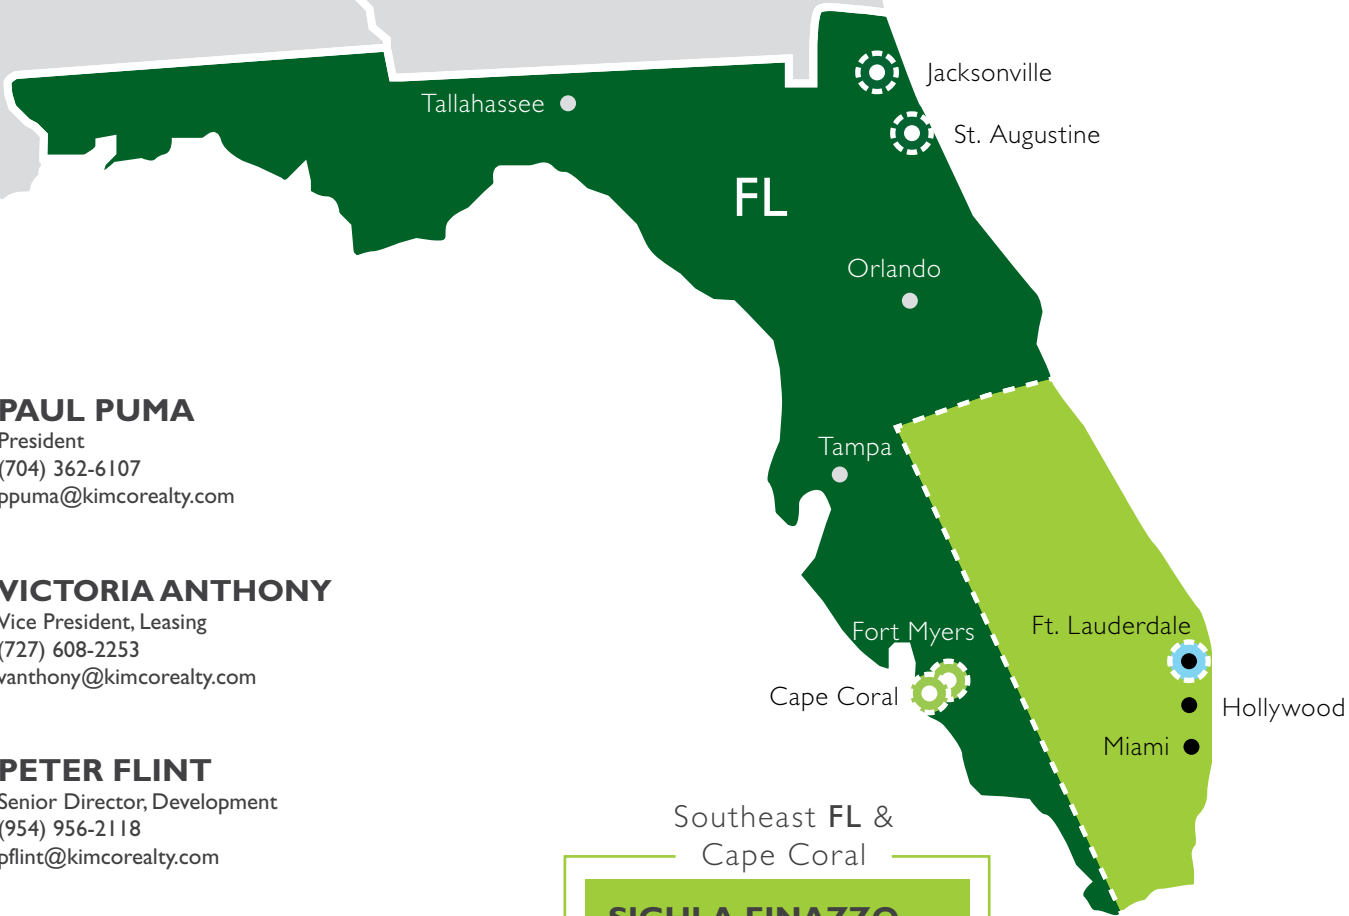 Jacksonville
Tallahassee
St. Augustine
FL
Orlando
PAUL PUMA
President
(704) 362-6107
ppuma@kimcorealty.com
Tampa
VICTORIA ANTHONY
Vice President, Leasing
(727) 608-2253
vanthony@kimcorealty.com
Fort Myers
Ft. Lauderdale
Cape Coral
Hollywood
Miami
PETER FLINT
Senior Director, Development
(954) 956-2118
pflint@kimcorealty.com
Southeast FL &
Cape Coral